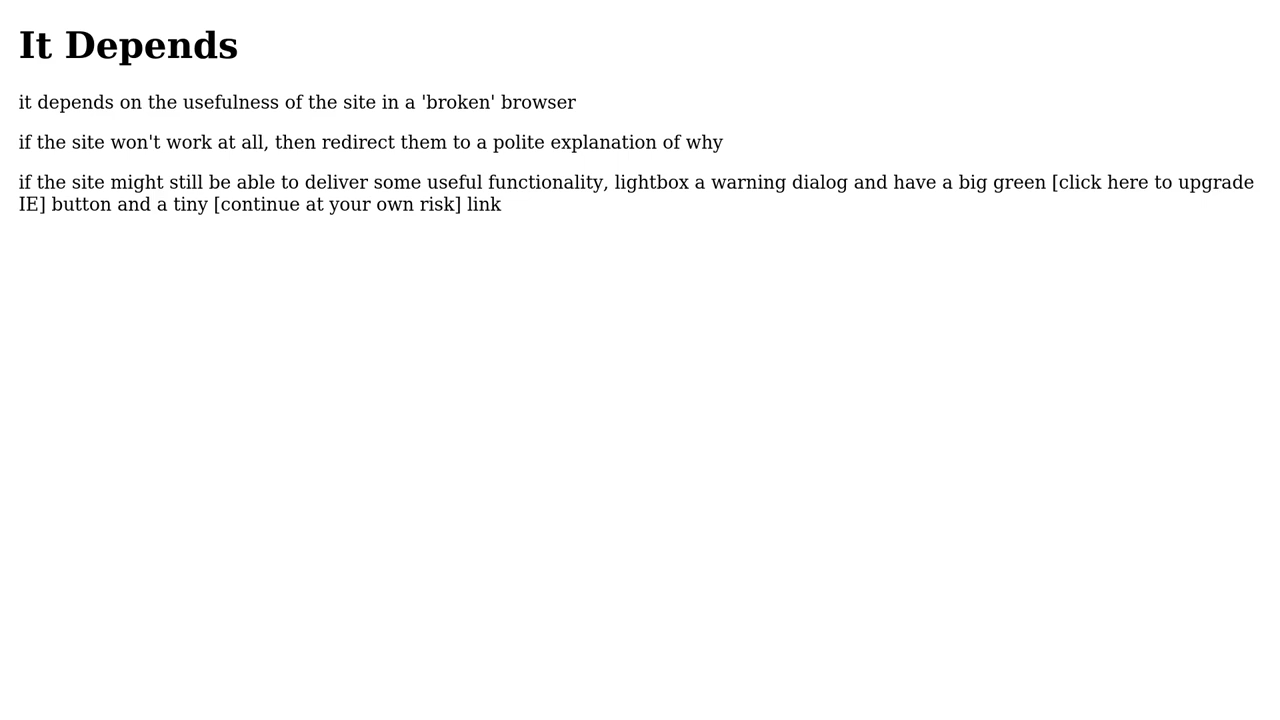 It Depends
it depends on the usefulness of the site in a 'broken' browser
if the site won't work at all, then redirect them to a polite explanation of why
if the site might still be able to deliver some useful functionality, lightbox a warning dialog and have a big green [click here to upgrade
IE] button and a tiny [continue at your own risk] link